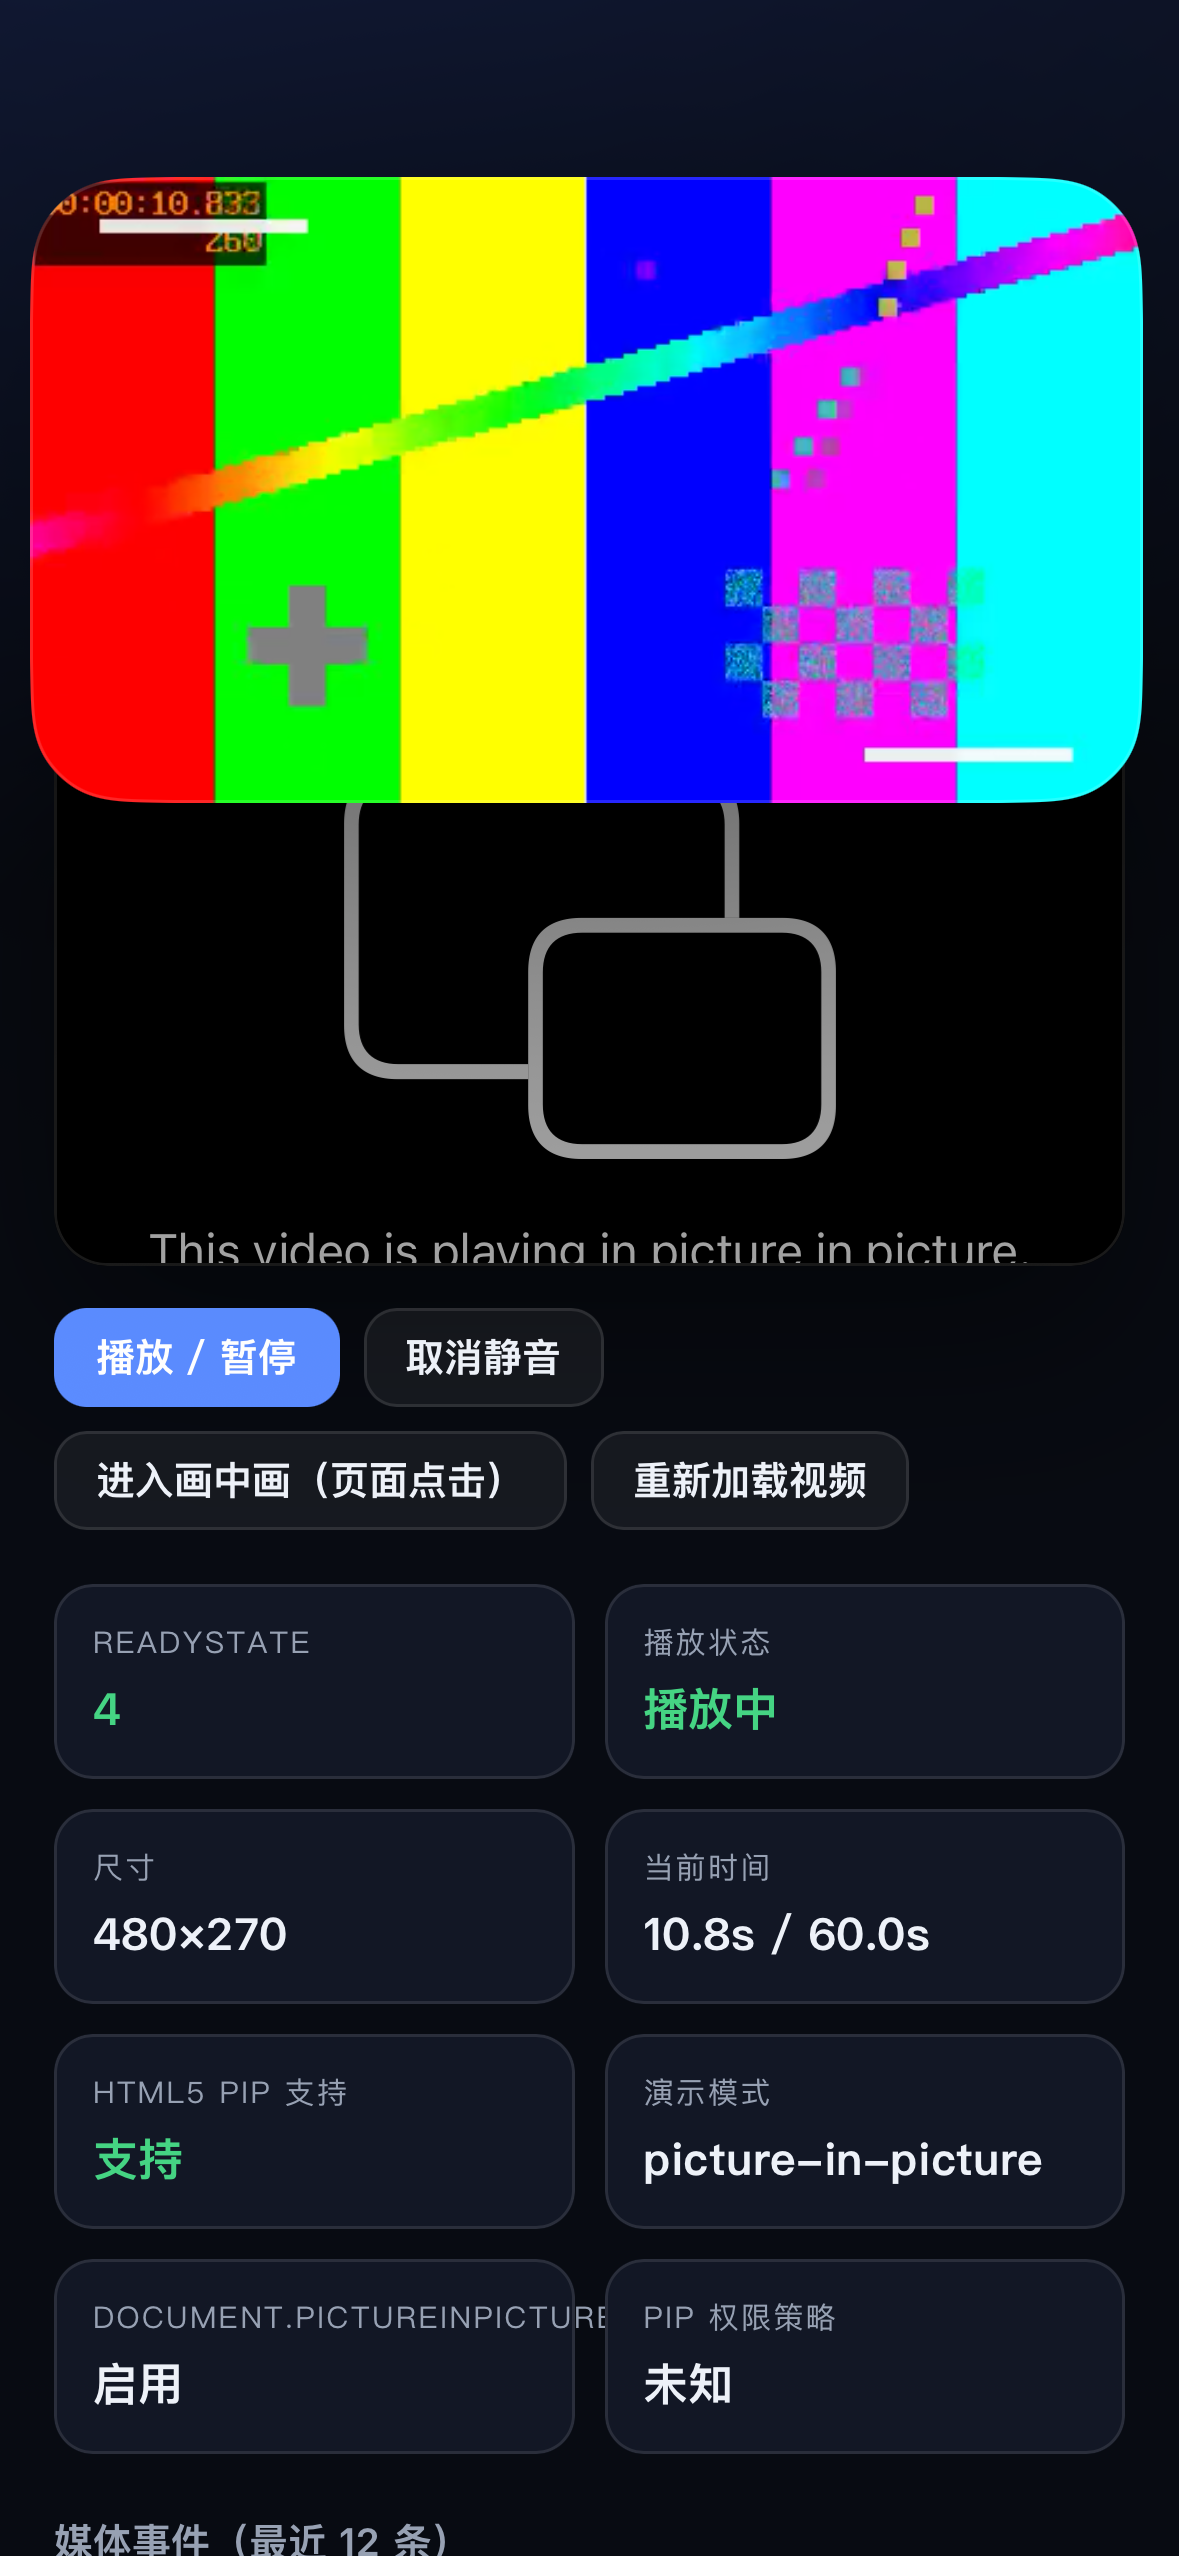 0:00:10.833
260
This video is playing in picture in picture.
播放 / 暂停
取消静音
进入画中画（页面点击）
重新加载视频
READYSTATE
4
播放状态
播放中
尺寸
480×270
当前时间
10.8s / 60.0s
HTML5 PIP 支持
支持
演示模式
picture-in-picture
DOCUMENT.PICTUREINPICTURE
启用
PIP 权限策略
未知
媒体事件（最近 12 条）